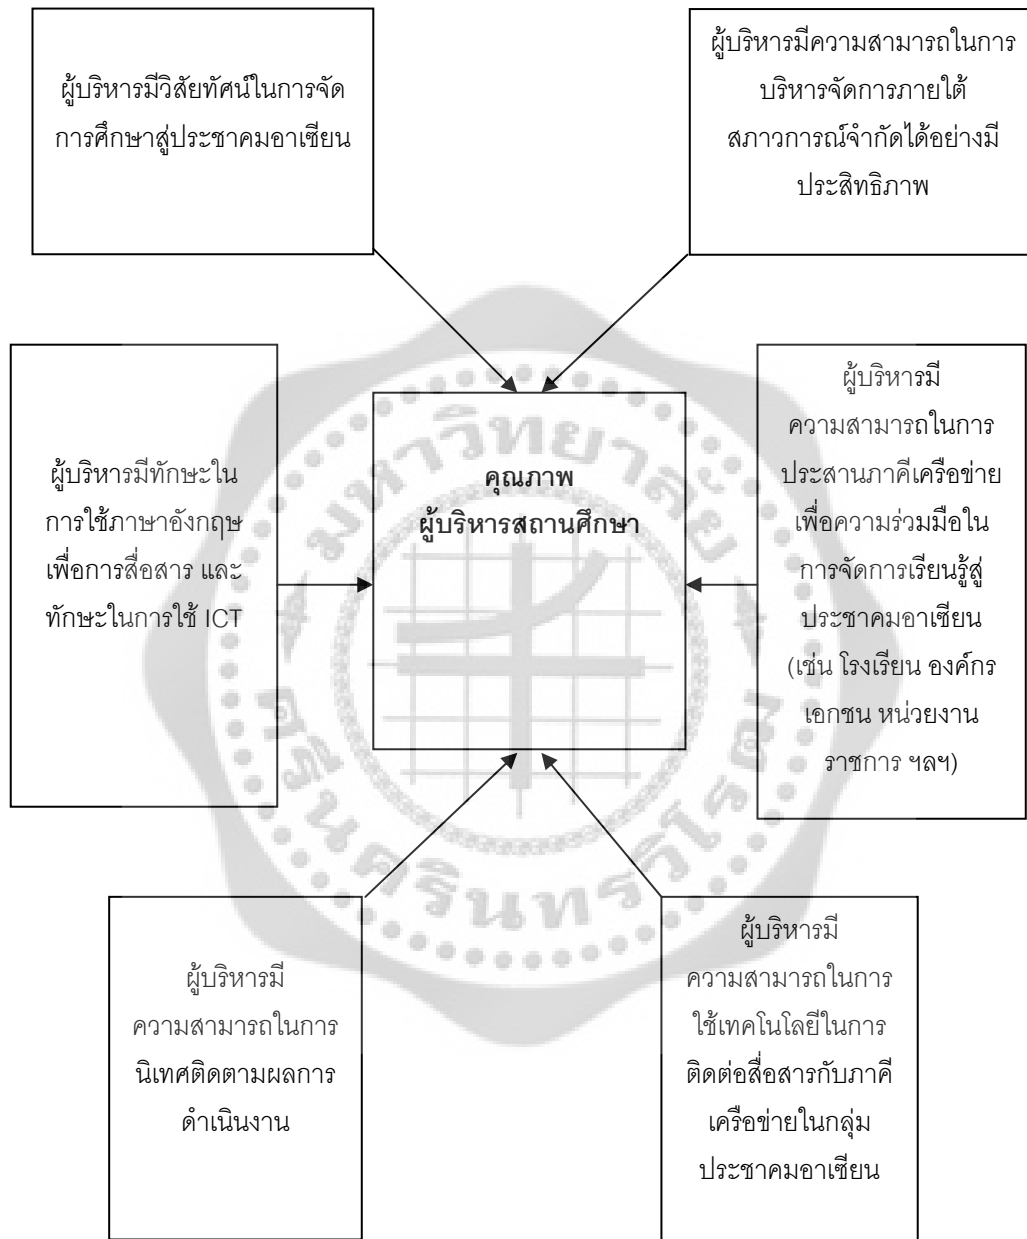 ผู้บริหารมีวิสัยทัศน์ในการจัด
การศึกษาสู่ประชาคมอาเซียน
ผู้บริหารมีความสามารถในการ
บริหารจัดการภายใต้
สภาวการณ์จำกัดได้อย่างมี
ประสิทธิภาพ
ผู้บริหารมีทักษะใน
การใช้ภาษาอังกฤษ
เพื่อการสื่อสาร และ
ทักษะในการใช้ ICT
คุณภาพ
ผู้บริหารสถานศึกษา
ผู้บริหารมี
ความสามารถในการ
ประสานภาคีเครือข่าย
เพื่อความร่วมมือใน
การจัดการเรียนรู้สู่
ประชาคมอาเซียน
(เช่น โรงเรียน องค์กร
เอกชน หน่วยงาน
ราชการ ฯลฯ)
ผู้บริหารมี
ความสามารถในการ
นิเทศติดตามผลการ
ดำเนินงาน
ผู้บริหารมี
ความสามารถในการ
ใช้เทคโนโลยีในการ
ติดต่อสื่อสารกับภาคี
เครือข่ายในกลุ่ม
ประชาคมอาเซียน
มหาวิทยาลัย
ศรีนครินทรวิโรฒ